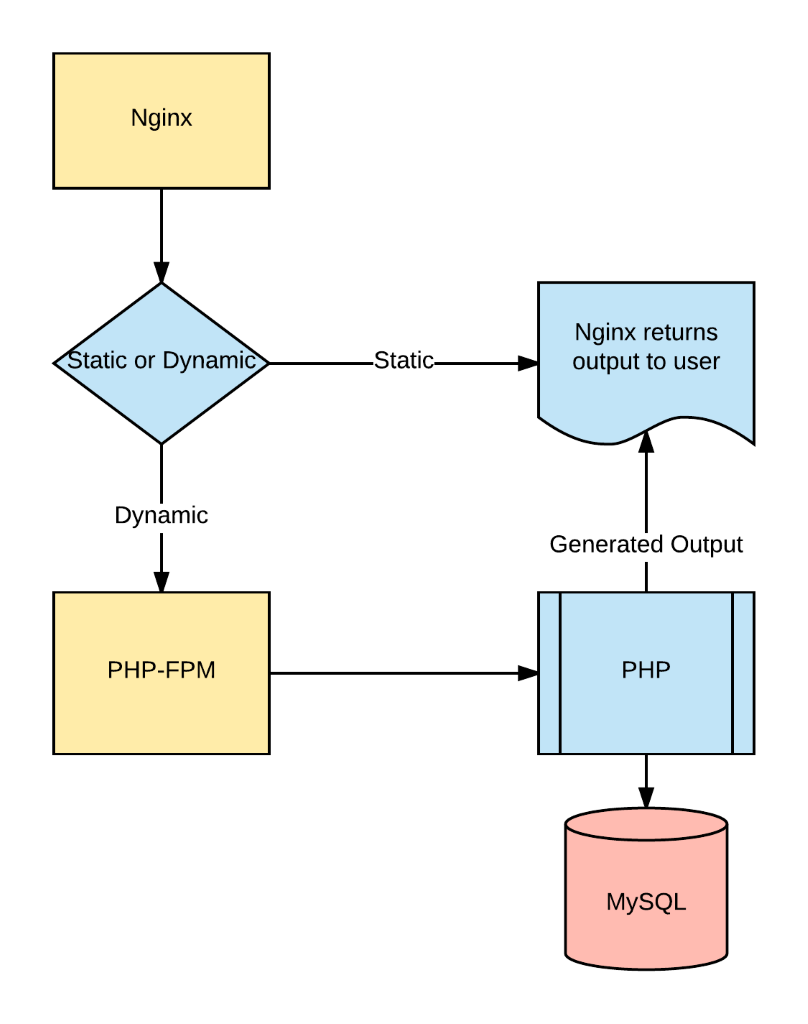 Nginx
Static or Dynamic
Static
Nginx returns
output to user
Dynamic
Generated Output
PHP-FPM
PHP
MySQL